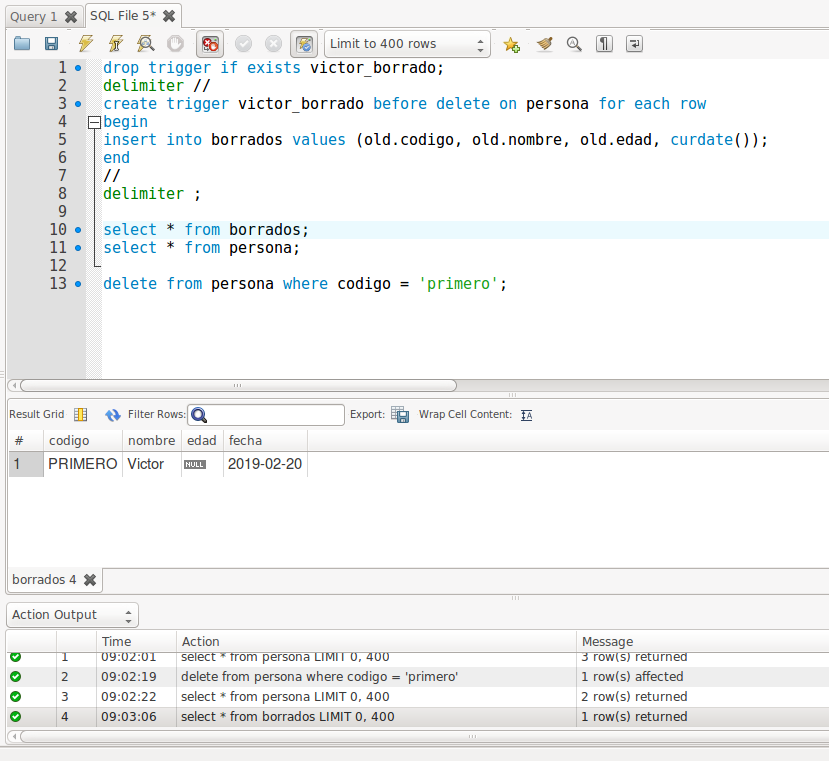 Query 1
SQL File 5*
Limit to 400 rows
1 drop trigger if exists victor_borrado;
2 delimiter //
3 create trigger victor_borrado before delete on persona for each row
4 begin
5 insert into borrados values (old.codigo, old.nombre, old.edad, curdate());
6 end
7 //
8 delimiter ;
9
10 select * from borrados;
11 select * from persona;
12
13 delete from persona where codigo = 'primero';
Result Grid Filter Rows: Export: Wrap Cell Content:
# codigo nombre edad fecha
1 PRIMERO Victor NULL 2019-02-20
borrados 4
Action Output
Time Action Message
1 09:02:01 select * from persona LIMIT 0, 400 3 row(s) returned
2 09:02:19 delete from persona where codigo = 'primero' 1 row(s) affected
3 09:02:22 select * from persona LIMIT 0, 400 2 row(s) returned
4 09:03:06 select * from borrados LIMIT 0, 400 1 row(s) returned